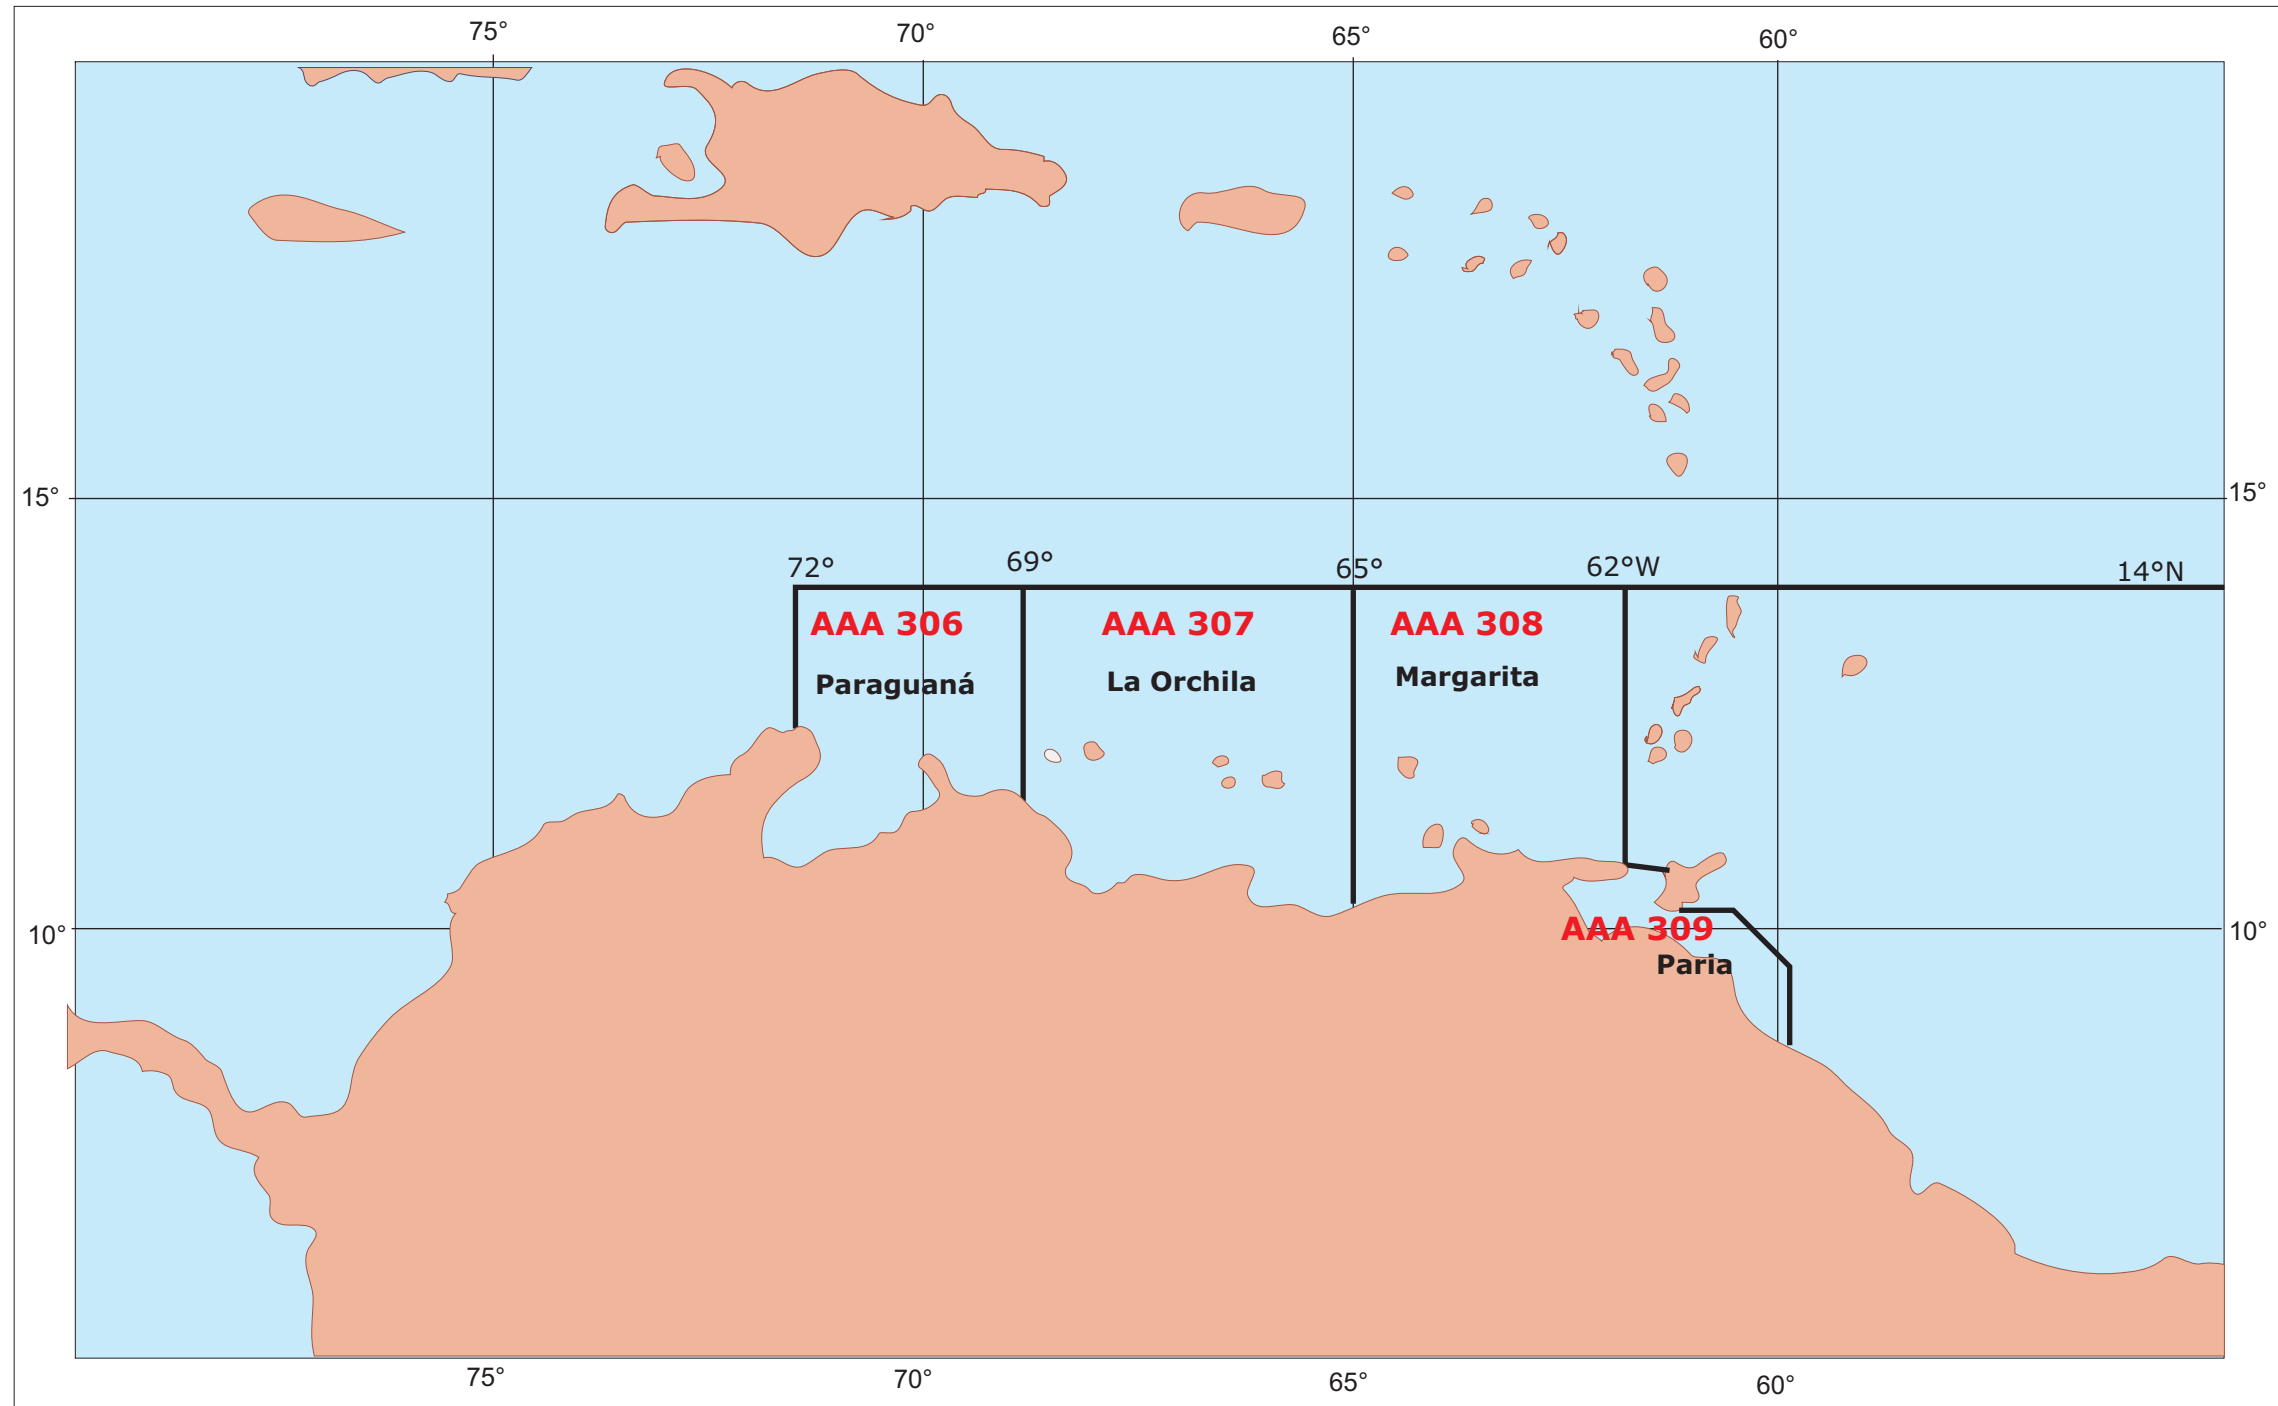 75° 70° 65° 60°
15° 15°
72° 69° 65° 62°W 14°N
AAA 306 AAA 307 AAA 308
Paraguaná La Orchila Margarita
10° AAA 309 10°
Paria
75° 70° 65° 60°